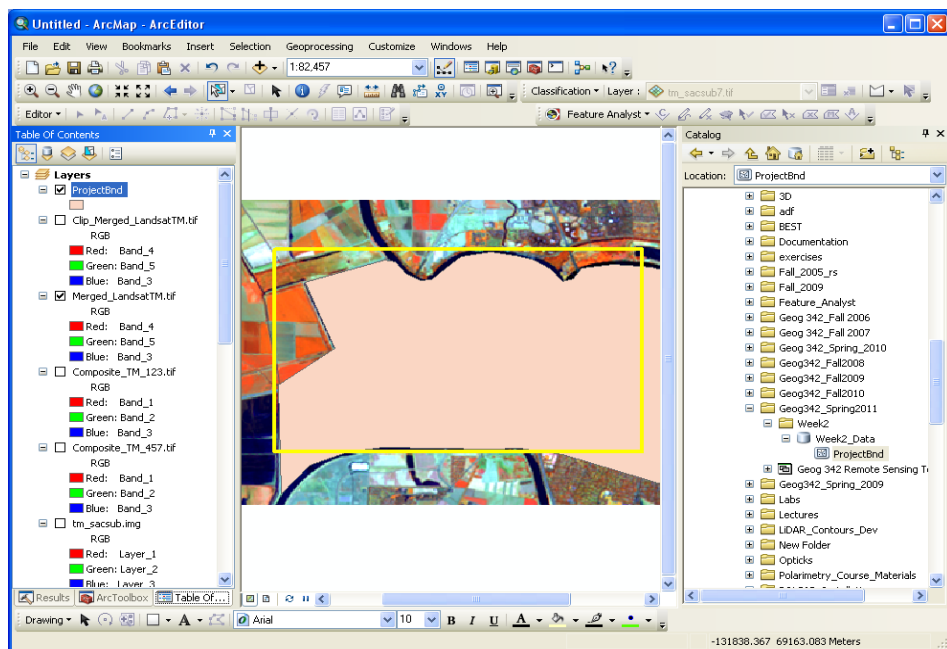 Untitled - ArcMap - ArcEditor
File Edit View Bookmarks Insert Selection Geoprocessing Customize Windows Help
1:82,457
Classification Layer : tm_sacsub7.tif
Editor Feature Analyst
Table Of Contents
Layers
ProjectBnd
Clip_Merged_LandsatTM.tif
RGB
Red: Band_4
Green: Band_5
Blue: Band_3
Merged_LandsatTM.tif
RGB
Red: Band_4
Green: Band_5
Blue: Band_3
Composite_TM_123.tif
RGB
Red: Band_1
Green: Band_2
Blue: Band_3
Composite_TM_457.tif
RGB
Red: Band_1
Green: Band_2
Blue: Band_3
tm_sacsub.img
RGB
Red: Layer_1
Green: Layer_2
Blue: Layer_3
Results ArcToolbox Table Of...
Catalog
Location: ProjectBnd
3D
adf
BEST
Documentation
exercises
Fall_2005_rs
Fall_2009
Feature_Analyst
Geog 342_Fall 2006
Geog 342_Fall 2007
Geog 342_Spring_2010
Geog342_Fall2008
Geog342_Fall2009
Geog342_Fall2010
Geog342_Spring2011
Week2
Week2_Data
ProjectBnd
Geog 342 Remote Sensing T
Geog342_Spring_2009
Labs
Lectures
LiDAR_Contours_Dev
New Folder
Opticks
Polarimetry_Course_Materials
Drawing A Arial 10 B I U A
-131838.367 69163.083 Meters